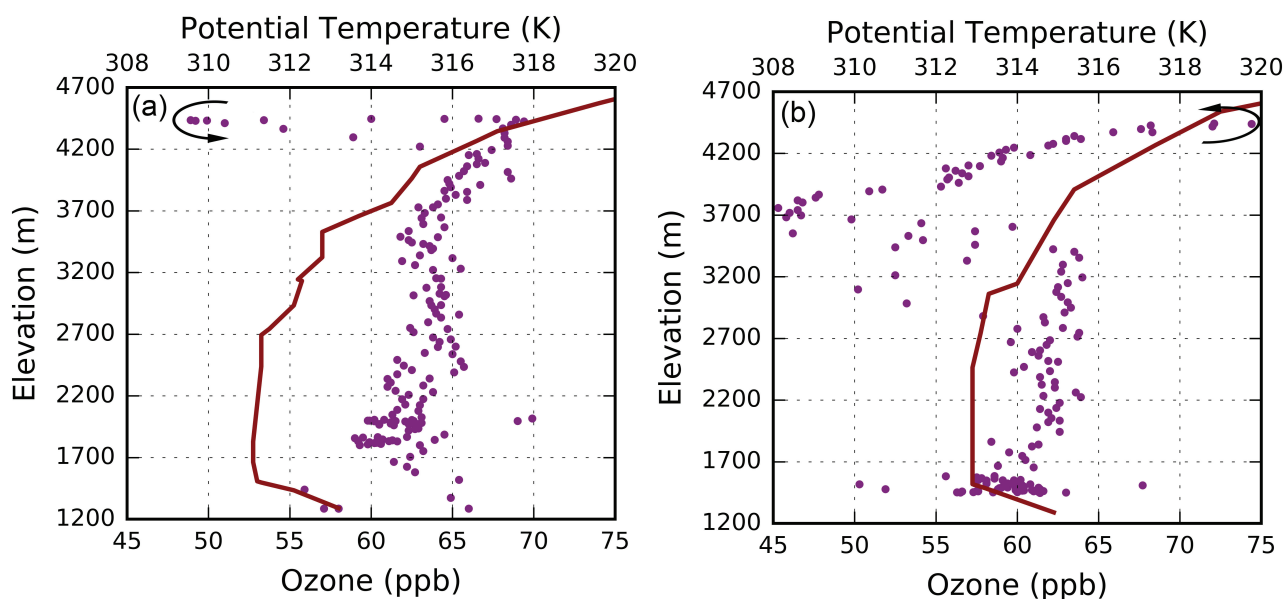 Potential Temperature (K)
308 310 312 314 316 318 320
(a)
4700
4200
3700
3200
2700
2200
1700
1200
Elevation (m)
45 50 55 60 65 70 75
Ozone (ppb)
Potential Temperature (K)
308 310 312 314 316 318 320
(b)
4700
4200
3700
3200
2700
2200
1700
1200
Elevation (m)
45 50 55 60 65 70 75
Ozone (ppb)